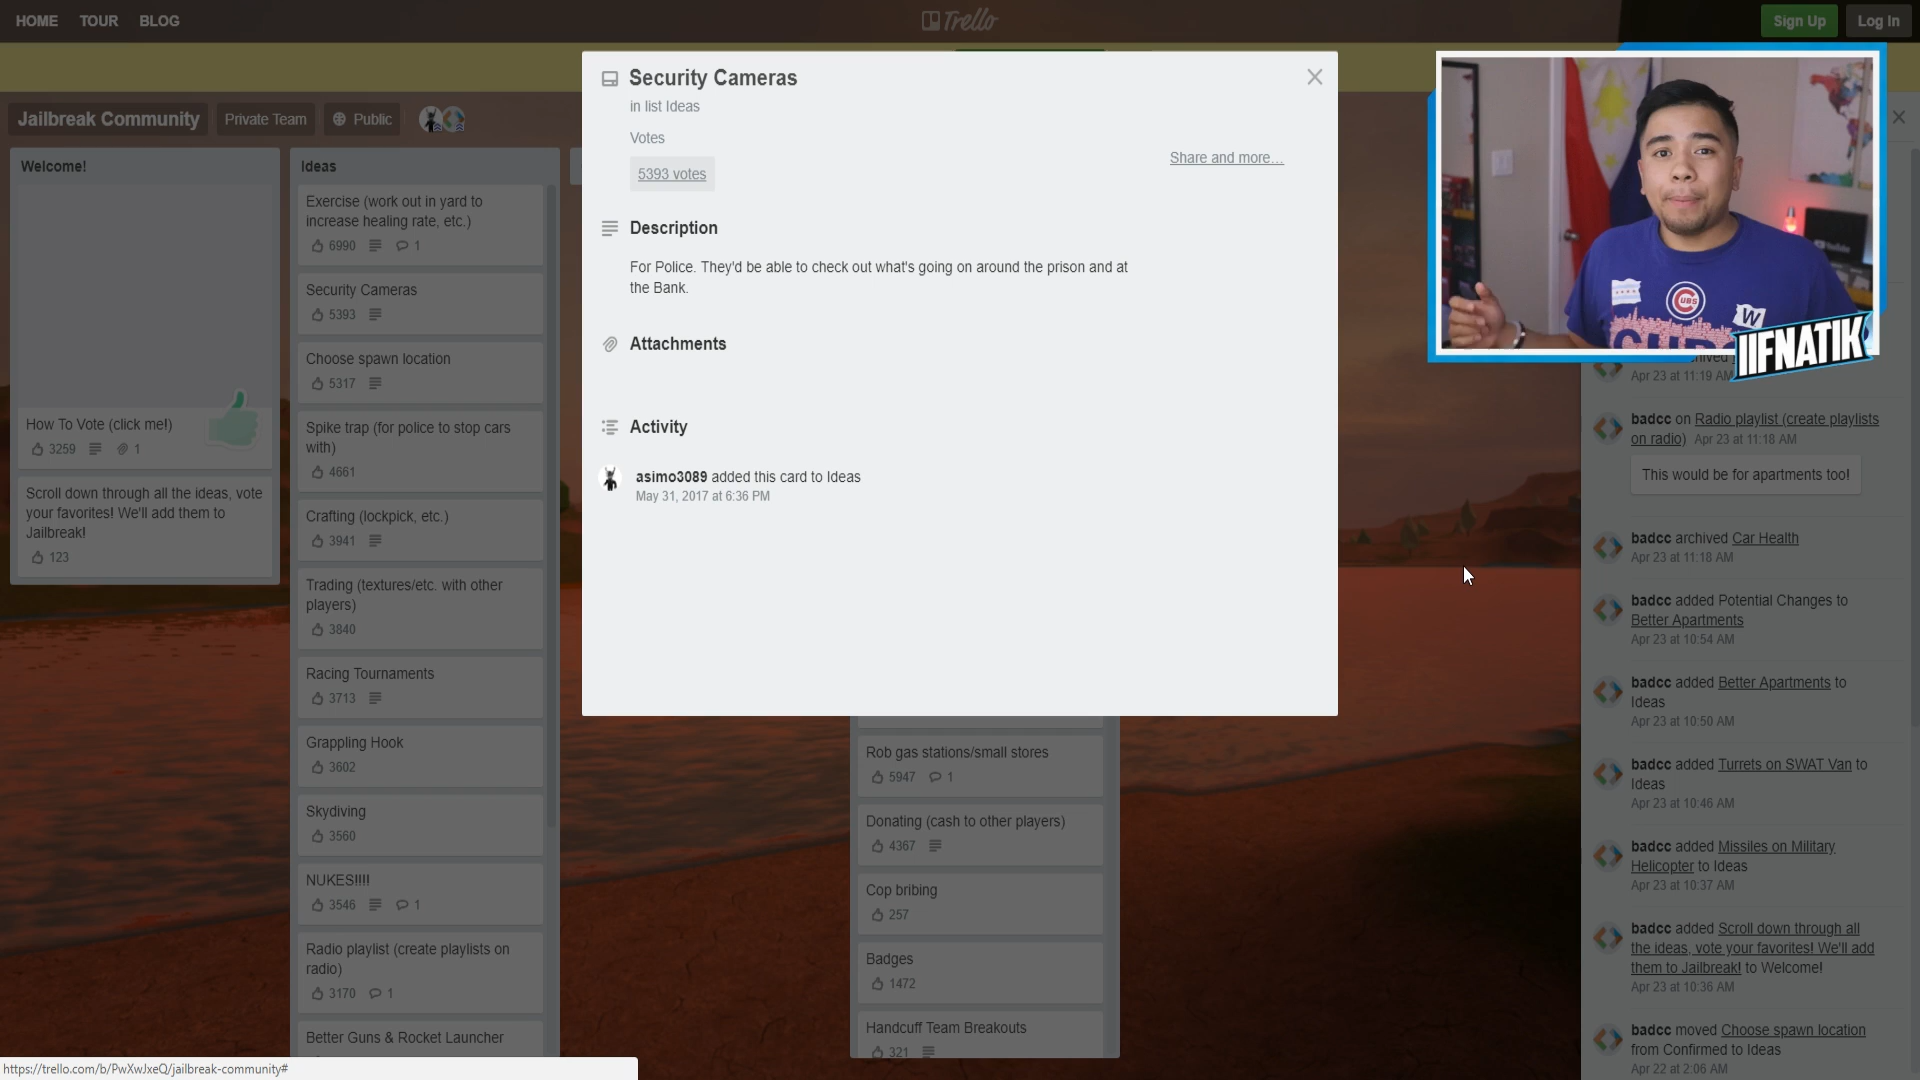 HOME TOUR BLOG
Trello
Sign Up Log In
Jailbreak Community Private Team Public
Welcome!
How To Vote (click me!)
3259 1
Scroll down through all the ideas, vote
your favorites! We'll add them to
Jailbreak!
123
Ideas
Exercise (work out in yard to
increase healing rate, etc.)
6990 1
Security Cameras
5393
Choose spawn location
5317
Spike trap (for police to stop cars
with)
4661
Crafting (lockpick, etc.)
3941
Trading (textures/etc. with other
players)
3840
Racing Tournaments
3713
Grappling Hook
3602
Skydiving
3560
NUKES!!!!
3546 1
Radio playlist (create playlists on
radio)
3170 1
Better Guns & Rocket Launcher
Security Cameras
in list Ideas
Votes
5393 votes
Share and more...
Description
For Police. They'd be able to check out what's going on around the prison and at
the Bank.
Attachments
Activity
asimo3089 added this card to Ideas
May 31, 2017 at 6:36 PM
Rob gas stations/small stores
5947 1
Donating (cash to other players)
4367
Cop bribing
257
Badges
1472
Handcuff Team Breakouts
321
YouTube
CUBS
W
IIFNATIK
Apr 23 at 11:19 AM
badcc on Radio playlist (create playlists
on radio) Apr 23 at 11:18 AM
This would be for apartments too!
badcc archived Car Health
Apr 23 at 11:18 AM
badcc added Potential Changes to
Better Apartments
Apr 23 at 10:54 AM
badcc added Better Apartments to
Ideas
Apr 23 at 10:50 AM
badcc added Turrets on SWAT Van to
Ideas
Apr 23 at 10:46 AM
badcc added Missiles on Military
Helicopter to Ideas
Apr 23 at 10:37 AM
badcc added Scroll down through all
the ideas, vote your favorites! We'll add
them to Jailbreak! to Welcome!
Apr 23 at 10:36 AM
badcc moved Choose spawn location
from Confirmed to Ideas
Apr 22 at 2:06 AM
https://trello.com/b/PwXwJxeQ/jailbreak-community#